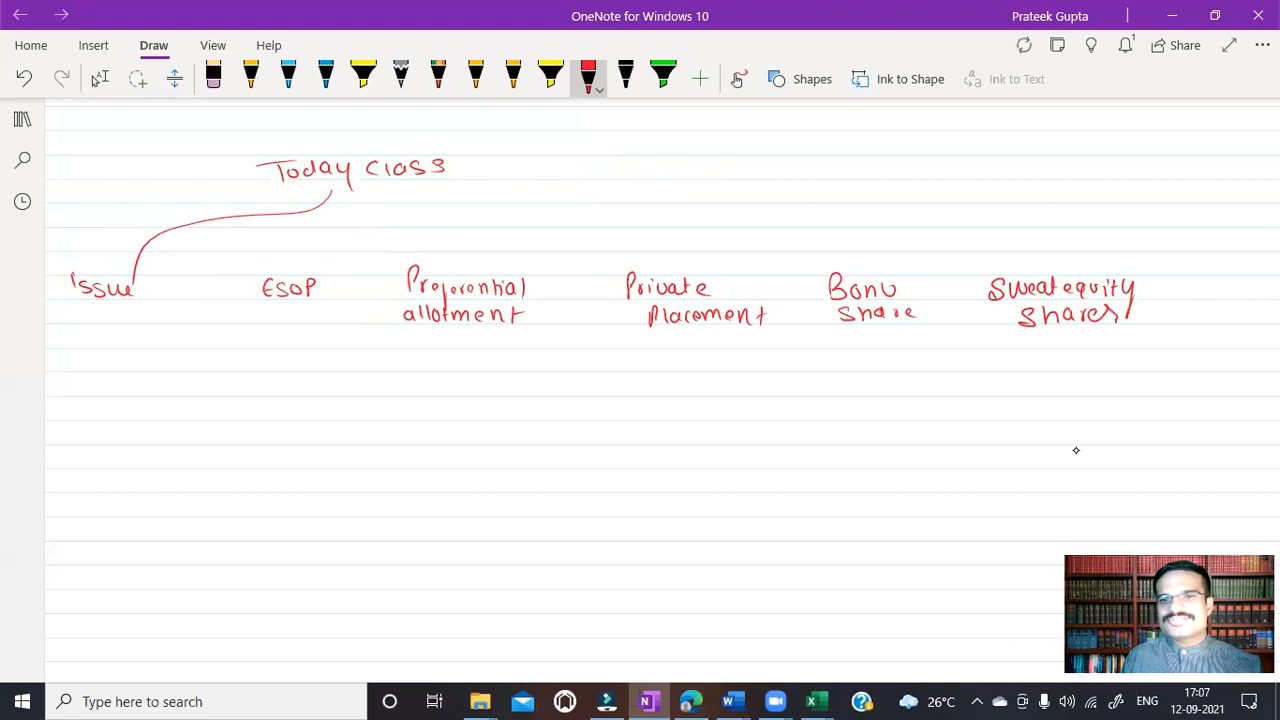 OneNote for Windows 10
Prateek Gupta
Home Insert Draw View Help
Share
Shapes Ink to Shape Ink to Text
Today class
Issue ESOP Preferential Private Bonu Sweat equity
allotment Placement Share Shares
Type here to search
26°C ENG 17:07
12-09-2021